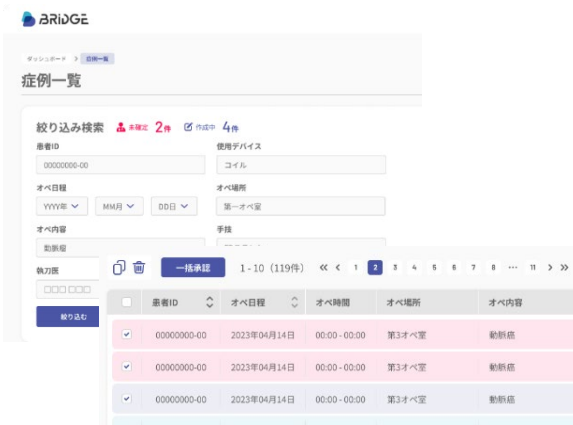 BRIDGE
ダッシュボード > 症例一覧
症例一覧
絞り込み検索 未確定 2件 作成中 4件
患者ID 使用デバイス
00000000-00 コイル
オペ日程 オペ場所
YYYY年 MM月 DD日 第一オペ室
オペ内容 手技
動脈瘤
執刀医
□□□ □□□
絞り込む
一括承認 1 - 10（119件） ≪ < 1 2 3 4 5 6 7 8 … 11 > ≫
患者ID オペ日程 オペ時間 オペ場所 オペ内容
00000000-00 2023年04月14日 00:00 - 00:00 第3オペ室 動脈癌
00000000-00 2023年04月14日 00:00 - 00:00 第3オペ室 動脈癌
00000000-00 2023年04月14日 00:00 - 00:00 第3オペ室 動脈癌